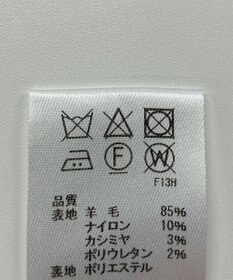 F
W
F13H
品質
表地 羊毛 85%
ナイロン 10%
カシミヤ 3%
ポリウレタン 2%
裏地 ポリエステル